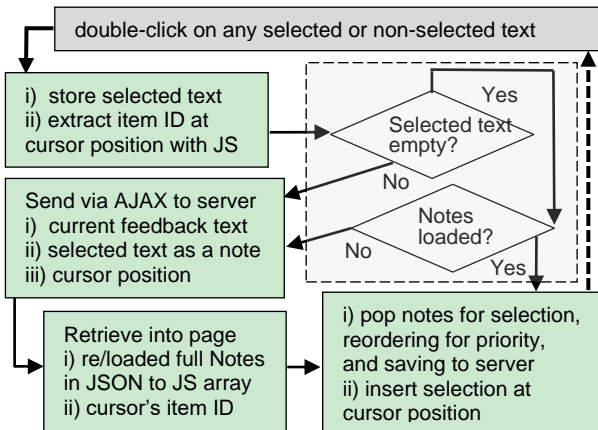 double-click on any selected or non-selected text
i) store selected text
ii) extract item ID at
cursor position with JS
Yes
Selected text
empty?
No
Send via AJAX to server
i) current feedback text
ii) selected text as a note
iii) cursor position
Notes
loaded?
No
Yes
Retrieve into page
i) re/loaded full Notes
in JSON to JS array
ii) cursor's item ID
i) pop notes for selection,
reordering for priority,
and saving to server
ii) insert selection at
cursor position